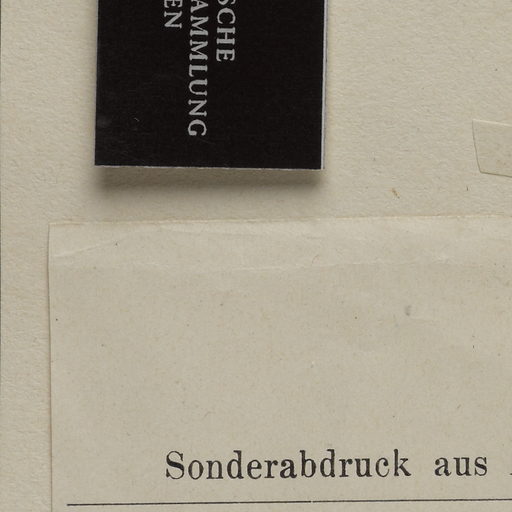 SCHE
AMMLUNG
EN
Sonderabdruck aus